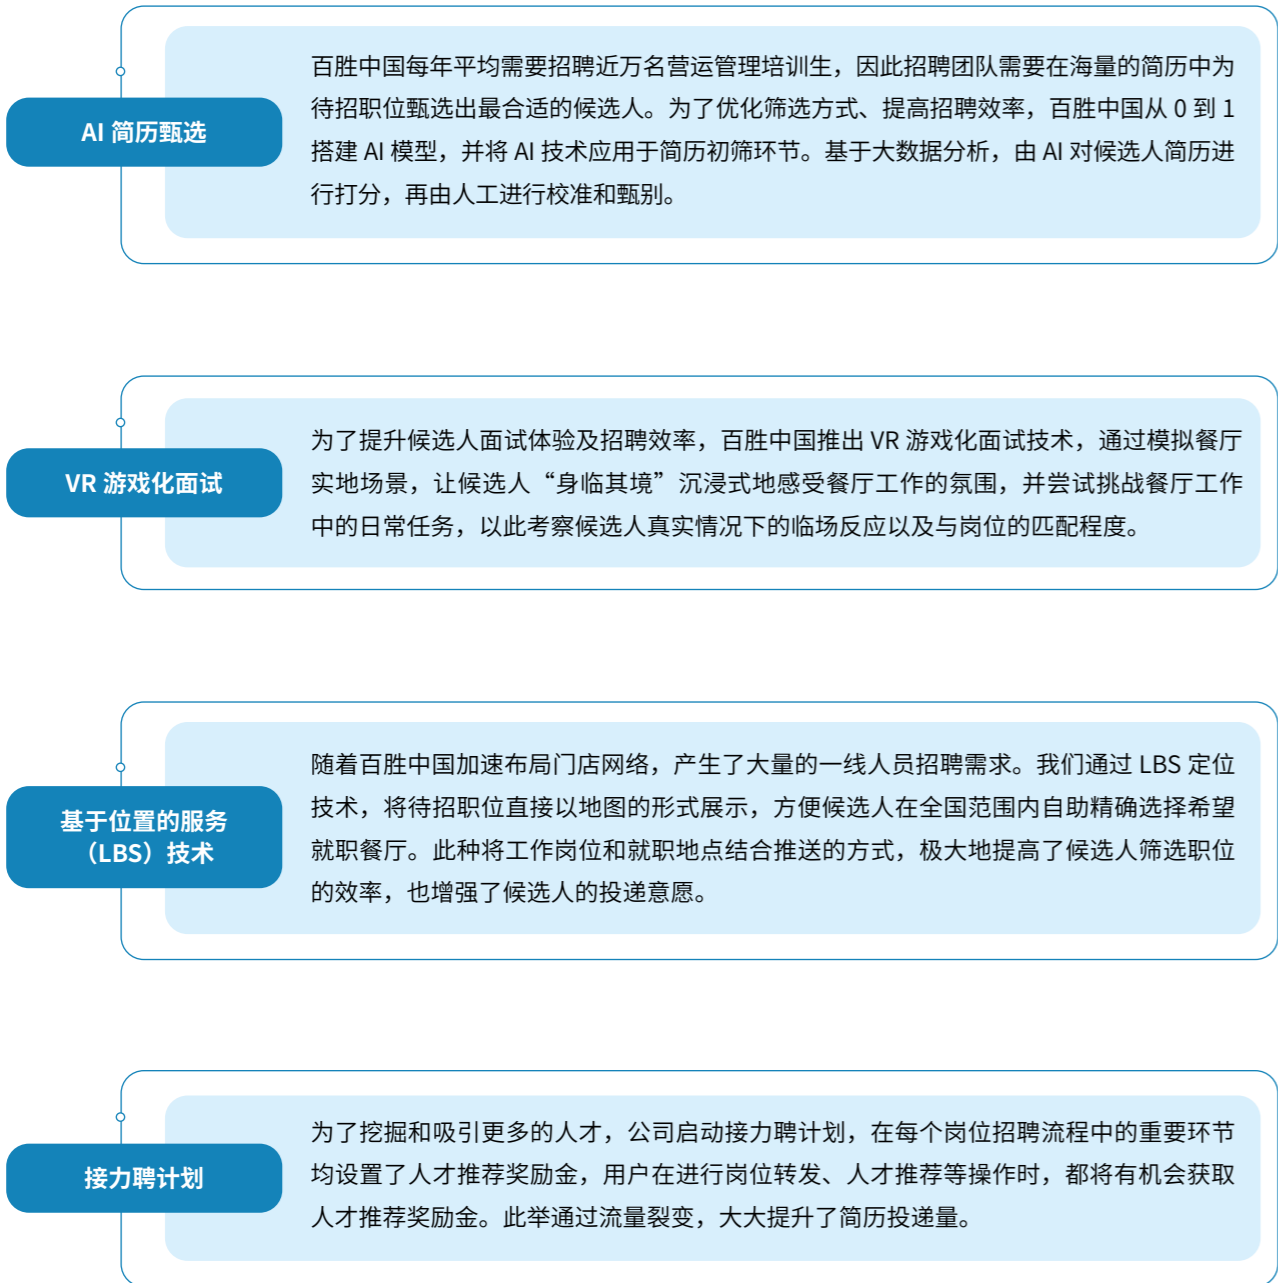 AI 简历甄选
百胜中国每年平均需要招聘近万名营运管理培训生，因此招聘团队需要在海量的简历中为
待招职位甄选出最合适的候选人。为了优化筛选方式、提高招聘效率，百胜中国从 0 到 1
搭建 AI 模型，并将 AI 技术应用于简历初筛环节。基于大数据分析，由 AI 对候选人简历进
行打分，再由人工进行校准和甄别。
VR 游戏化面试
为了提升候选人面试体验及招聘效率，百胜中国推出 VR 游戏化面试技术，通过模拟餐厅
实地场景，让候选人“身临其境”沉浸式地感受餐厅工作的氛围，并尝试挑战餐厅工作
中的日常任务，以此考察候选人真实情况下的临场反应以及与岗位的匹配程度。
基于位置的服务
（LBS）技术
随着百胜中国加速布局门店网络，产生了大量的一线人员招聘需求。我们通过 LBS 定位
技术，将待招职位直接以地图的形式展示，方便候选人在全国范围内自助精确选择希望
就职餐厅。此种将工作岗位和就职地点结合推送的方式，极大地提高了候选人筛选职位
的效率，也增强了候选人的投递意愿。
接力聘计划
为了挖掘和吸引更多的人才，公司启动接力聘计划，在每个岗位招聘流程中的重要环节
均设置了人才推荐奖励金，用户在进行岗位转发、人才推荐等操作时，都将有机会获取
人才推荐奖励金。此举通过流量裂变，大大提升了简历投递量。